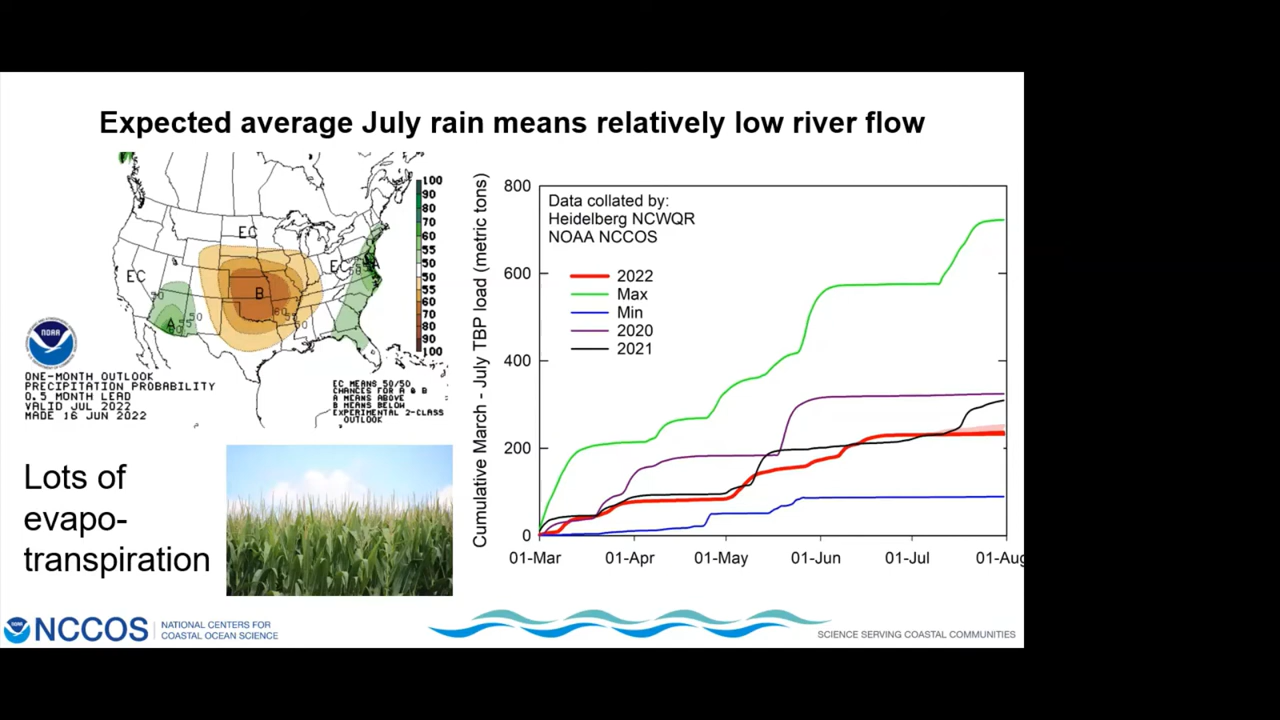 Expected average July rain means relatively low river flow
100
90
80
70
60
55
50
50
55
60
70
80
90
100
EC
EC
EC
B
A
A
50
50
55
60
50
NOAA
ONE-MONTH OUTLOOK
PRECIPITATION PROBABILITY
0.5 MONTH LEAD
VALID JUL 2022
MADE 16 JUN 2022
EC MEANS 50/50
CHANCES FOR A & B
A MEANS ABOVE
B MEANS BELOW
EXPERIMENTAL 2-CLASS
OUTLOOK
Lots of
evapo-
transpiration
Cumulative March - July TBP load (metric tons)
800
600
400
200
0
Data collated by:
Heidelberg NCWQR
NOAA NCCOS
2022
Max
Min
2020
2021
01-Mar
01-Apr
01-May
01-Jun
01-Jul
01-Aug
NCCOS
NATIONAL CENTERS FOR
COASTAL OCEAN SCIENCE
SCIENCE SERVING COASTAL COMMUNITIES